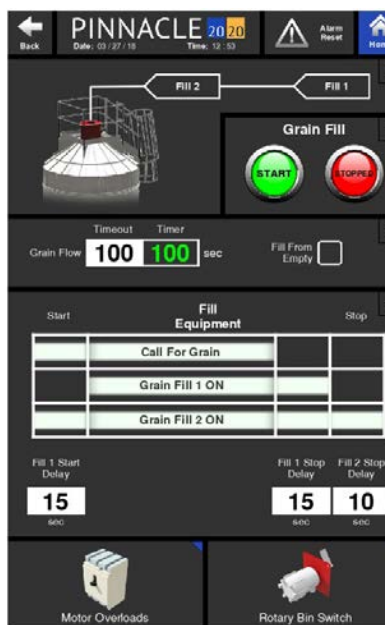 Back
PINNACLE 20 20
Date: 03 / 27 / 18 Time: 12 : 53
Alarm
Reset
Fill 2
Fill 1
Grain Fill
START
STOPPED
Timeout Timer
Grain Flow 100 100 sec
Fill From
Empty
Start
Fill
Equipment
Stop
Call For Grain
Grain Fill 1 ON
Grain Fill 2 ON
Fill 1 Start
Delay
15
sec
Fill 1 Stop
Delay
15
sec
Fill 2 Stop
Delay
10
sec
Motor Overloads
Rotary Bin Switch